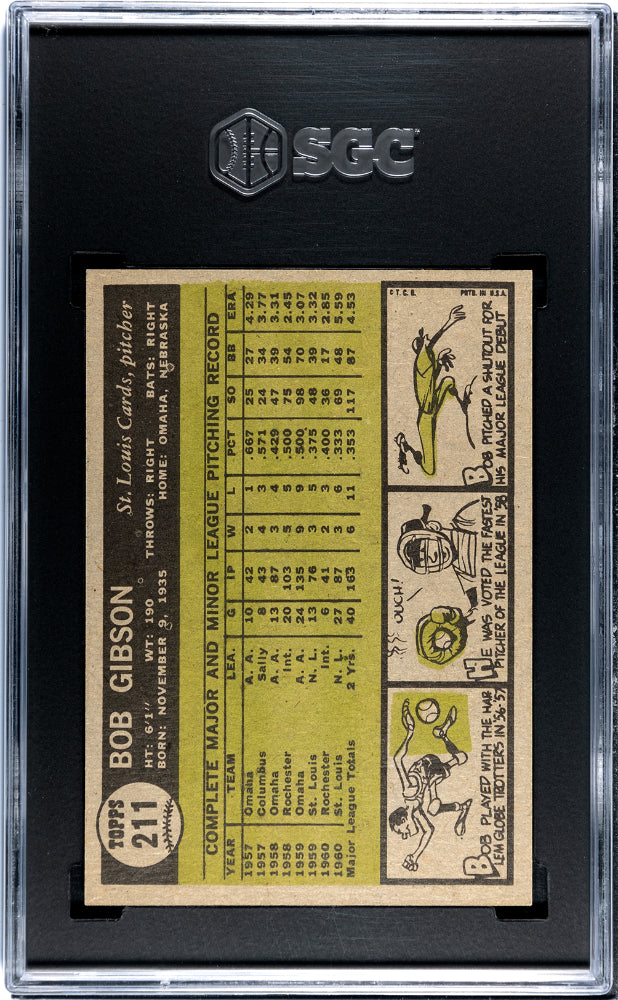 SGC
TOPPS
211
BOB GIBSON
St. Louis Cards, pitcher
HT: 6'1" WT: 190 THROWS: RIGHT BATS: RIGHT
BORN: NOVEMBER 9, 1935 HOME: OMAHA, NEBRASKA
COMPLETE MAJOR AND MINOR LEAGUE PITCHING RECORD
YEAR TEAM LEA. G IP W L PCT SO BB ERA
1957 Omaha A. A. 10 42 2 1 .667 25 27 4.29
1957 Columbus Sally 8 43 4 3 .571 24 34 3.77
1958 Omaha A. A. 13 87 3 4 .429 47 39 3.31
1958 Rochester Int. 20 103 5 5 .500 75 54 2.45
1959 Omaha A. A. 24 135 9 9 .500 98 70 3.07
1959 St. Louis N. L. 13 76 3 5 .375 48 39 3.32
1960 Rochester Int. 6 41 2 3 .400 36 17 2.85
1960 St. Louis N. L. 27 87 3 6 .333 69 48 5.59
Major League Totals 2 Yrs. 40 163 6 11 .353 117 87 4.53
BOB PLAYED WITH THE HAR
LEM GLOBE TROTTERS IN '56-'57
OUCH!
HE WAS VOTED THE FASTEST
PITCHER OF THE LEAGUE IN '58
© T. C. G. PRTD. IN U.S.A.
BOB PITCHED A SHUTOUT FOR
HIS MAJOR LEAGUE DEBUT